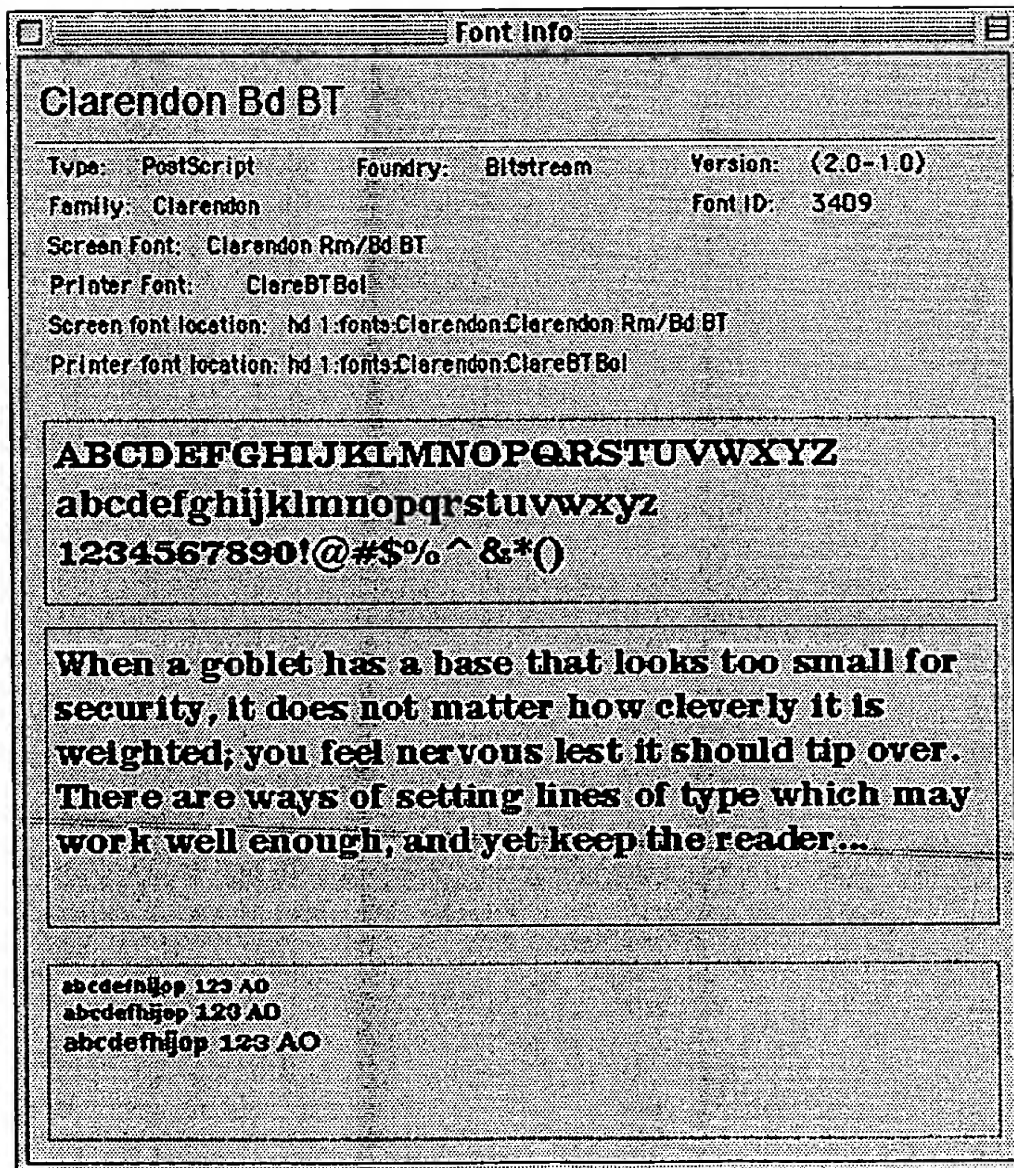 Font Info
Clarendon Bd BT
Type: PostScript Foundry: Bitstream Version: (2.0-1.0)
Family: Clarendon Font ID: 3409
Screen Font: Clarendon Rm/Bd BT
Printer Font: ClareBTBol
Screen font location: hd 1:fonts:Clarendon:Clarendon Rm/Bd BT
Printer font location: hd 1:fonts:Clarendon:ClareBTBol
ABCDEFGHIJKLMNOPQRSTUVWXYZ
abcdefghijklmnopqrstuvwxyz
1234567890!@#$%^&*()
When a goblet has a base that looks too small for
security, it does not matter how cleverly it is
weighted; you feel nervous lest it should tip over.
There are ways of setting lines of type which may
work well enough, and yet keep the reader...
abcdefhijop 123 AO
abcdefhijop 123 AO
abcdefhijop 123 AO